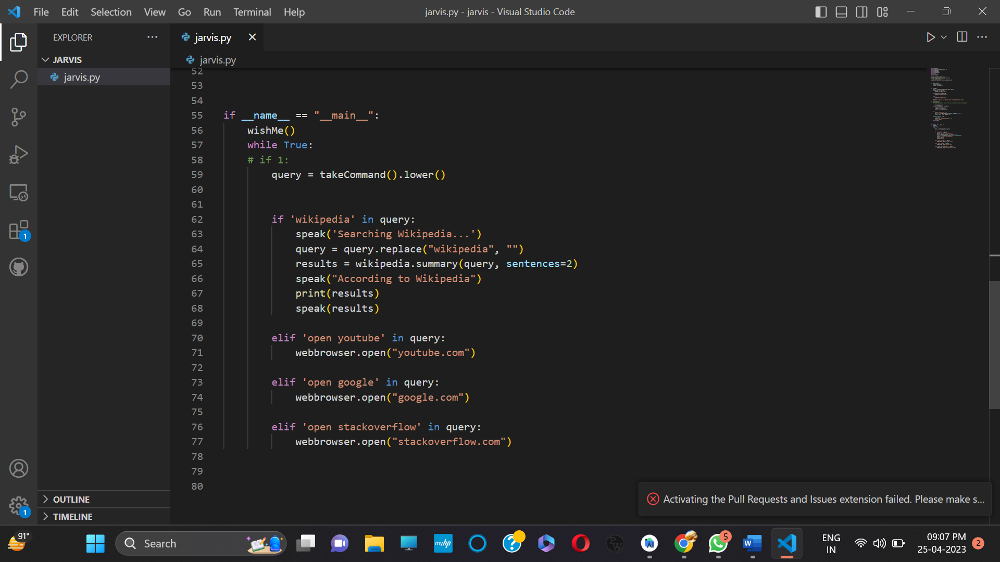 File Edit Selection View Go Run Terminal Help
jarvis.py - jarvis - Visual Studio Code
EXPLORER
JARVIS
jarvis.py
OUTLINE
TIMELINE
1
1
jarvis.py
jarvis.py
52
53
54
55 if __name__ == "__main__":
56 wishMe()
57 while True:
58 # if 1:
59 query = takeCommand().lower()
60
61
62 if 'wikipedia' in query:
63 speak('Searching Wikipedia...')
64 query = query.replace("wikipedia", "")
65 results = wikipedia.summary(query, sentences=2)
66 speak("According to Wikipedia")
67 print(results)
68 speak(results)
69
70 elif 'open youtube' in query:
71 webbrowser.open("youtube.com")
72
73 elif 'open google' in query:
74 webbrowser.open("google.com")
75
76 elif 'open stackoverflow' in query:
77 webbrowser.open("stackoverflow.com")
78
79
80
Activating the Pull Requests and Issues extension failed. Please make s...
91°
Search
myhp
PW
5
W
ENG
IN
09:07 PM
25-04-2023
2